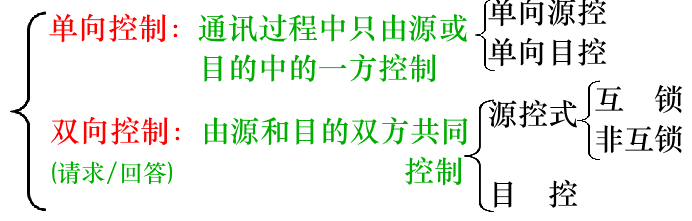 单向控制：通讯过程中只由源或
目的中的一方控制
单向源控
单向目控
双向控制：由源和目的双方共同
(请求/回答) 控制
源控式
互 锁
非互锁
目 控